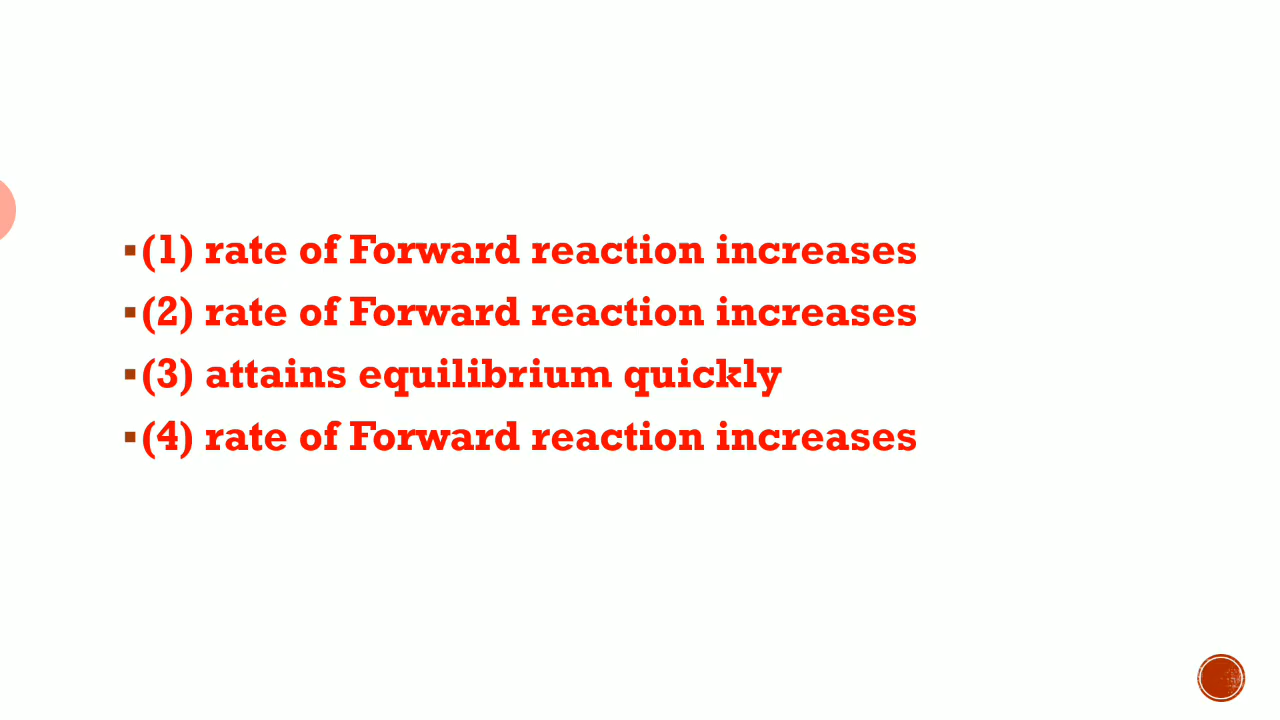 ▪(1) rate of Forward reaction increases
▪(2) rate of Forward reaction increases
▪(3) attains equilibrium quickly
▪(4) rate of Forward reaction increases